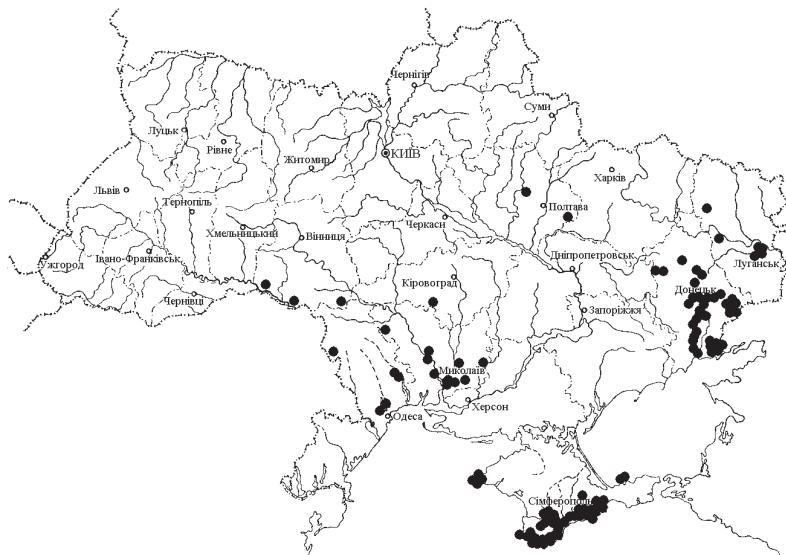 Чернігів
Суми
Луцьк
Рівне
КИЇВ
Житомир
Харків
Львів
Тернопіль
Полтава
Хмельницький
Черкаси
Вінниця
Дніпропетровськ
Івано-Франківськ
Ужгород
Луганськ
Кіровоград
Донецьк
Чернівці
Запоріжжя
Миколаїв
Херсон
Одеса
Сімферополь